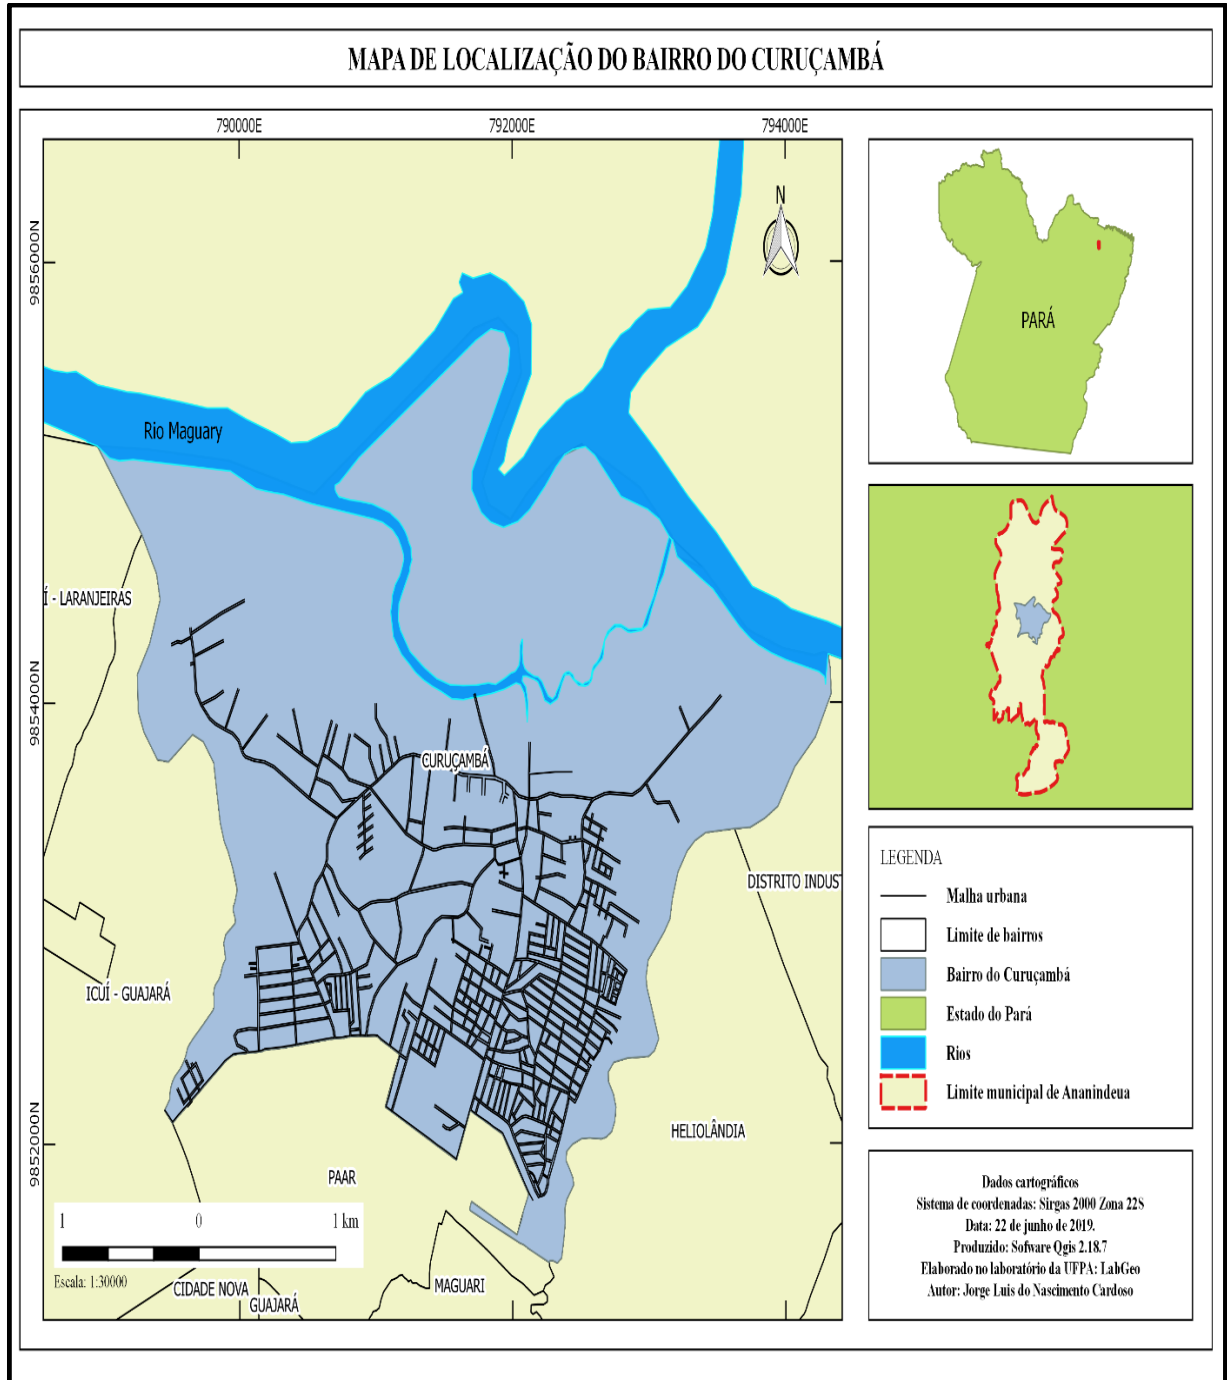 MAPA DE LOCALIZAÇÃO DO BAIRRO DO CURUÇAMBÁ
790000E
792000E
794000E
9856000N
9854000N
9852000N
N
Rio Maguary
Í - LARANJEIRAS
CURUÇAMBÁ
DISTRITO INDUST
ICUÍ - GUAJARÁ
HELIOLÂNDIA
PAAR
1 0 1 km
Escala: 1:30000
CIDADE NOVA
GUAJARÁ
MAGUARI
PARÁ
LEGENDA
Malha urbana
Limite de bairros
Bairro do Curuçambá
Estado do Pará
Rios
Limite municipal de Ananindeua
Dados cartográficos
Sistema de coordenadas: Sirgas 2000 Zona 22S
Data: 22 de junho de 2019.
Produzido: Sofware Qgis 2.18.7
Elaborado no laboratório da UFPA: LabGeo
Autor: Jorge Luis do Nascimento Cardoso